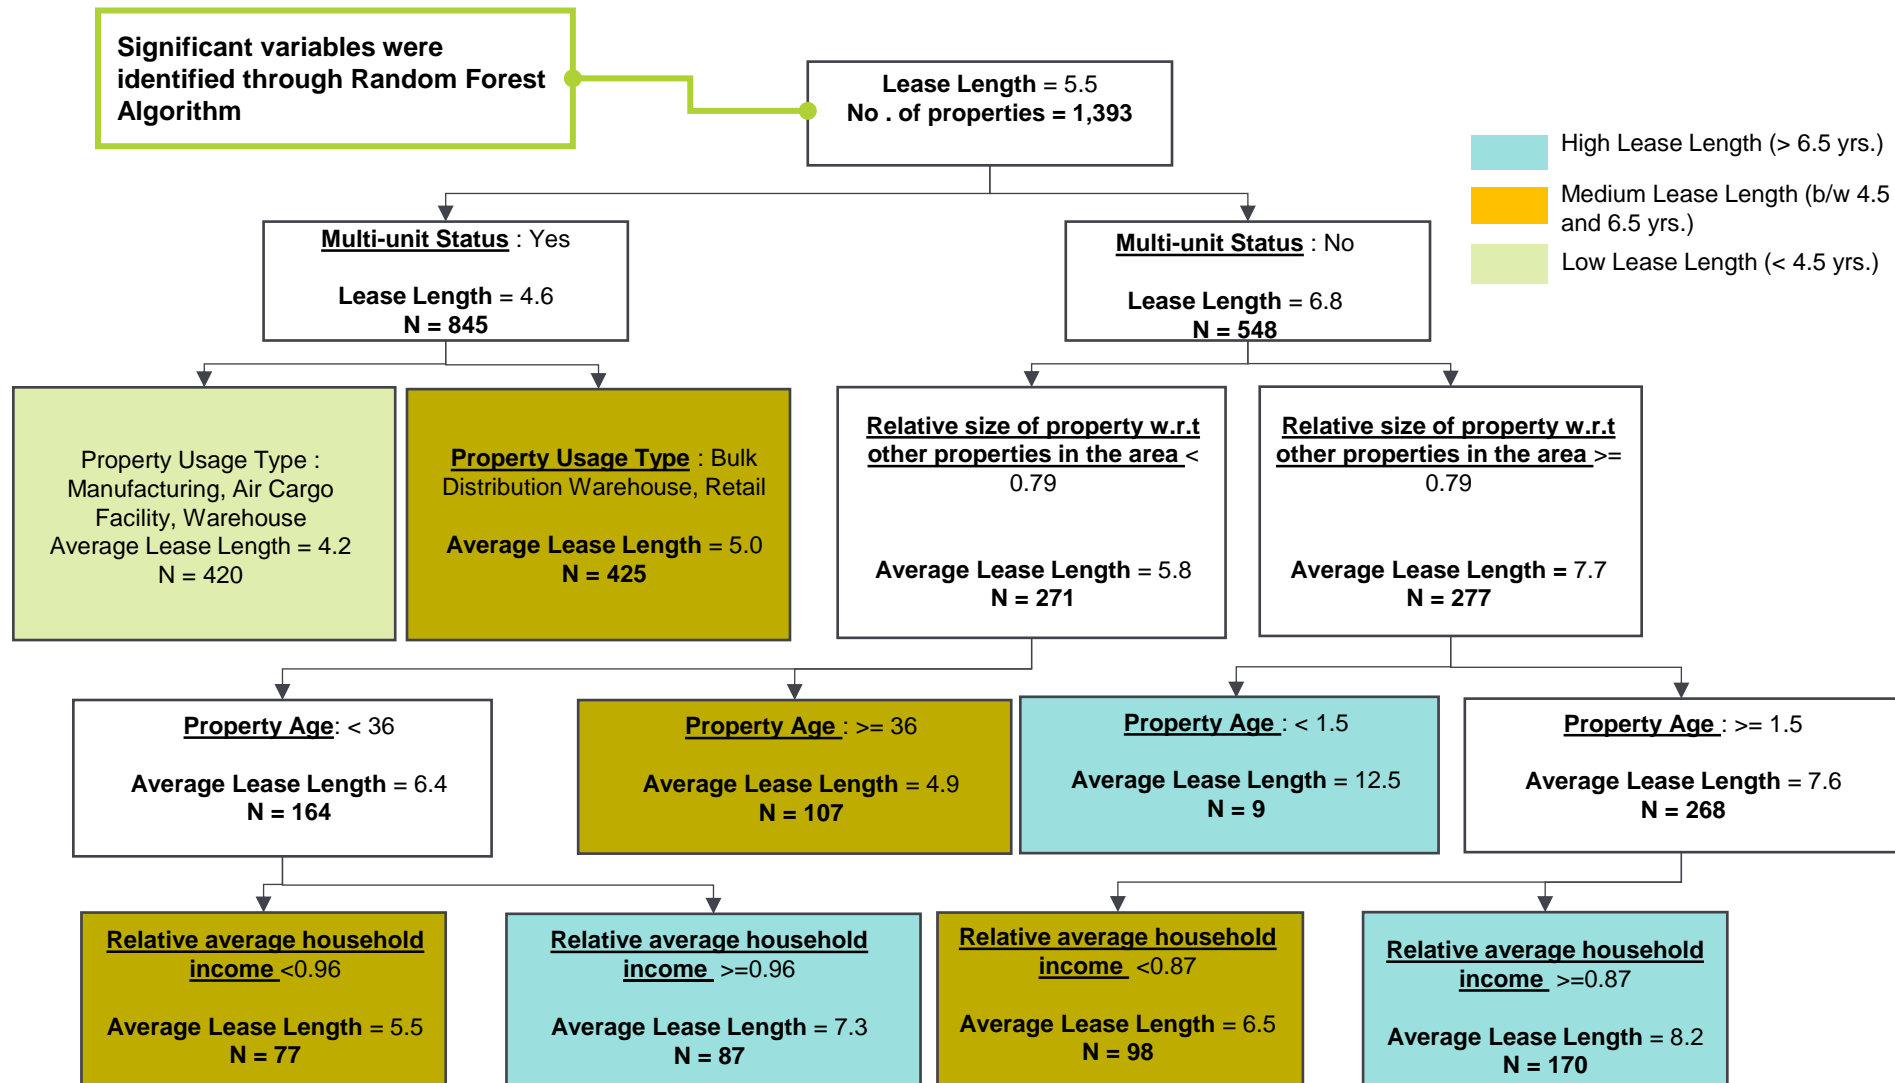 Significant variables were
identified through Random Forest
Algorithm
Lease Length = 5.5
No . of properties = 1,393
High Lease Length (> 6.5 yrs.)
Medium Lease Length (b/w 4.5
and 6.5 yrs.)
Low Lease Length (< 4.5 yrs.)
Multi-unit Status : Yes
Lease Length = 4.6
N = 845
Multi-unit Status : No
Lease Length = 6.8
N = 548
Property Usage Type :
Manufacturing, Air Cargo
Facility, Warehouse
Average Lease Length = 4.2
N = 420
Property Usage Type : Bulk
Distribution Warehouse, Retail
Average Lease Length = 5.0
N = 425
Relative size of property w.r.t
other properties in the area <
0.79
Average Lease Length = 5.8
N = 271
Relative size of property w.r.t
other properties in the area >=
0.79
Average Lease Length = 7.7
N = 277
Property Age: < 36
Average Lease Length = 6.4
N = 164
Property Age : >= 36
Average Lease Length = 4.9
N = 107
Property Age : < 1.5
Average Lease Length = 12.5
N = 9
Property Age : >= 1.5
Average Lease Length = 7.6
N = 268
Relative average household
income <0.96
Average Lease Length = 5.5
N = 77
Relative average household
income >=0.96
Average Lease Length = 7.3
N = 87
Relative average household
income <0.87
Average Lease Length = 6.5
N = 98
Relative average household
income >=0.87
Average Lease Length = 8.2
N = 170